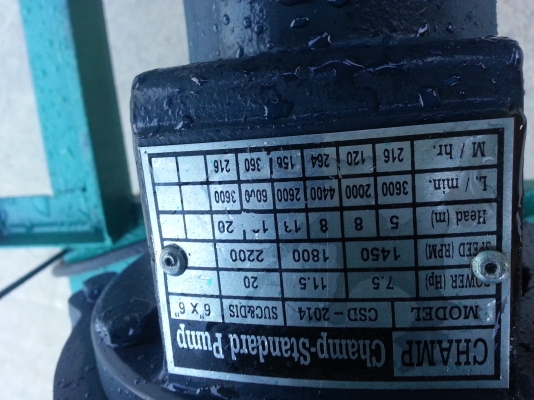 CHAMP Champ-Standard Pump
MODEL CSD-2014 SUC&DIS 6" x 6"
POWER (Hp) 7.5 11.5 20
SPEED (RPM) 1450 1800 2200
Head (m) 5 8 8 13 20
L./min. 3600 2000 4400 2600 3600
M/hr. 216 120 264 156 360 216